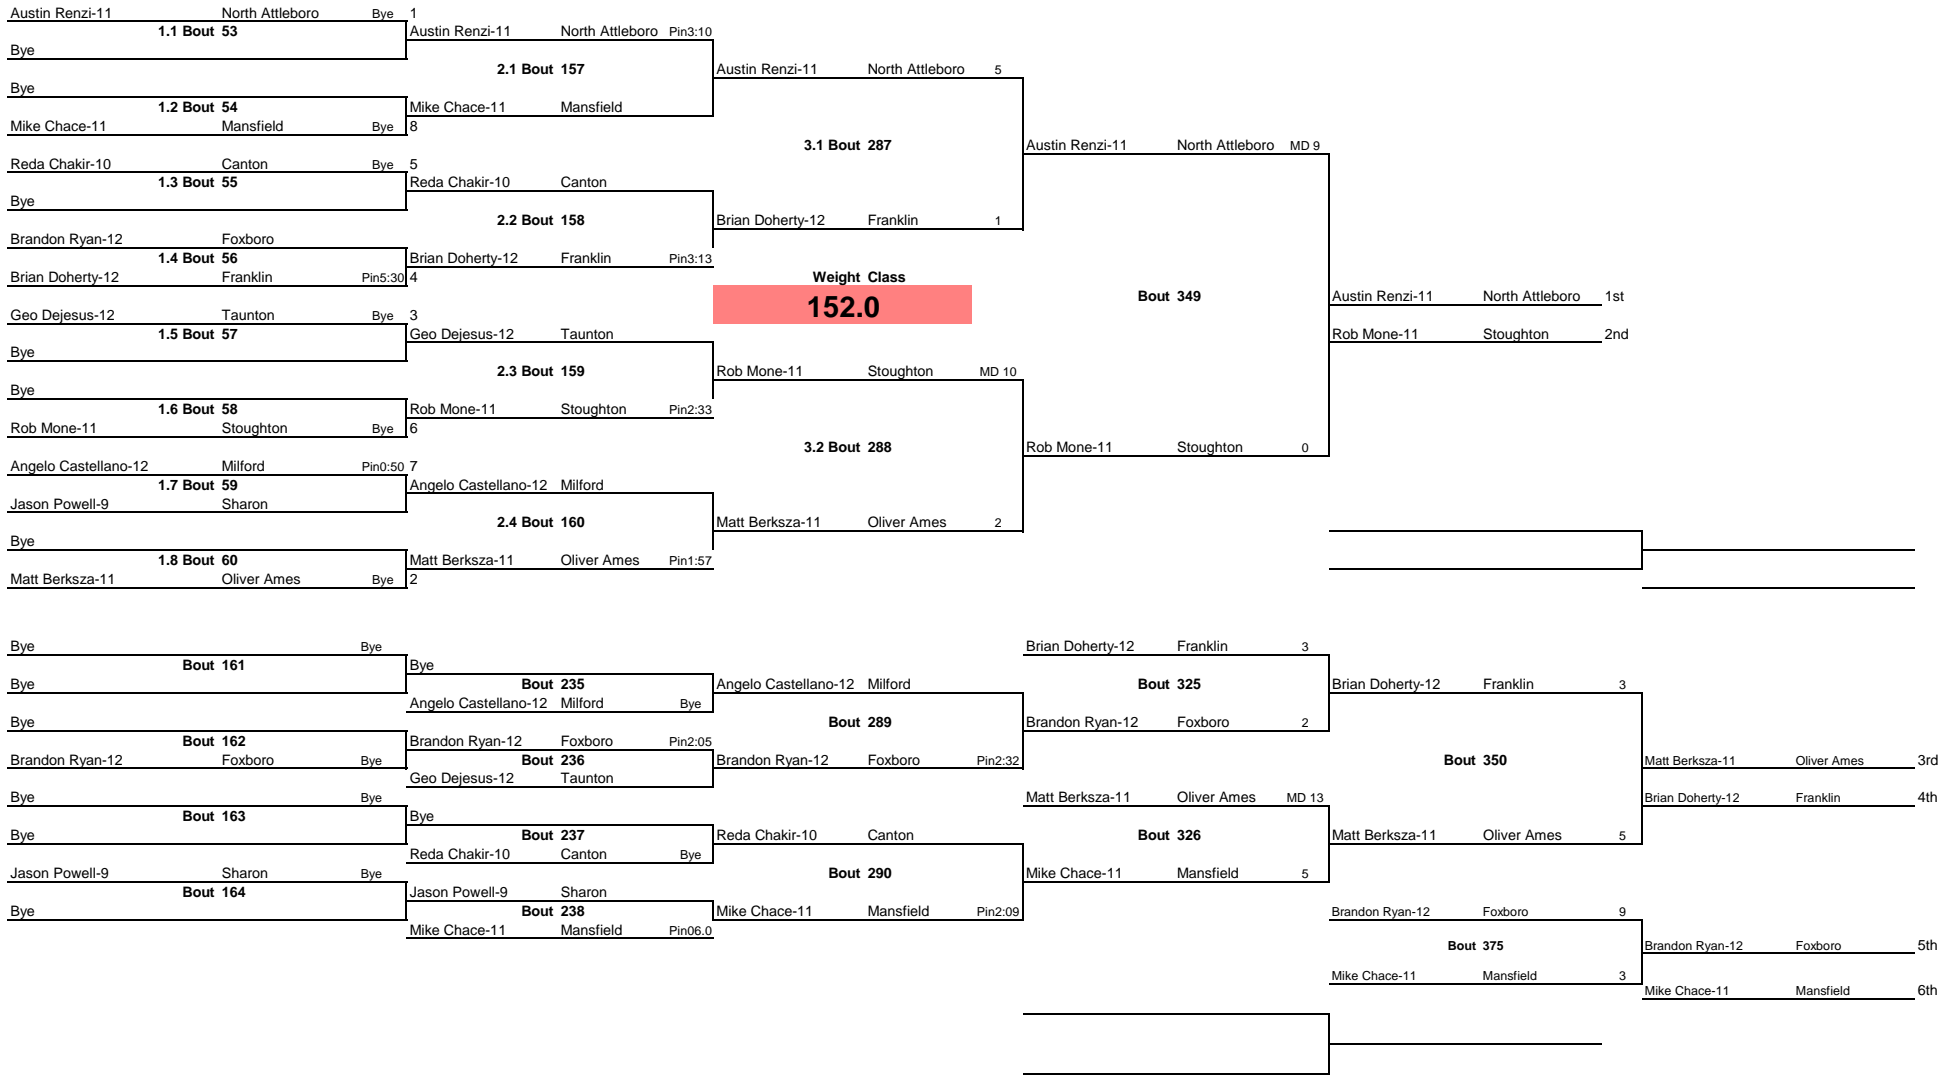 Austin Renzi-11 North Attleboro Bye 1
1.1 Bout 53
Austin Renzi-11 North Attleboro Pin3:10
Bye
2.1 Bout 157
Austin Renzi-11 North Attleboro 5
Bye
1.2 Bout 54
Mike Chace-11 Mansfield
Mike Chace-11 Mansfield Bye 8
3.1 Bout 287
Austin Renzi-11 North Attleboro MD 9
Reda Chakir-10 Canton Bye 5
1.3 Bout 55
Reda Chakir-10 Canton
Bye
2.2 Bout 158
Brian Doherty-12 Franklin 1
Brandon Ryan-12 Foxboro
1.4 Bout 56
Brian Doherty-12 Franklin Pin3:13
Brian Doherty-12 Franklin Pin5:30 4
Weight Class
152.0
Bout 349
Austin Renzi-11 North Attleboro 1st
Geo Dejesus-12 Taunton Bye 3
1.5 Bout 57
Geo Dejesus-12 Taunton
Rob Mone-11 Stoughton 2nd
Bye
2.3 Bout 159
Rob Mone-11 Stoughton MD 10
Bye
1.6 Bout 58
Rob Mone-11 Stoughton Pin2:33
Rob Mone-11 Stoughton Bye 6
3.2 Bout 288
Rob Mone-11 Stoughton 0
Angelo Castellano-12 Milford Pin0:50 7
1.7 Bout 59
Angelo Castellano-12 Milford
Jason Powell-9 Sharon
2.4 Bout 160
Matt Berksza-11 Oliver Ames 2
Bye
1.8 Bout 60
Matt Berksza-11 Oliver Ames Pin1:57
Matt Berksza-11 Oliver Ames Bye 2
Bye Bye
Brian Doherty-12 Franklin 3
Bout 161
Bye
Bye
Bout 235
Angelo Castellano-12 Milford
Bout 325
Brian Doherty-12 Franklin 3
Angelo Castellano-12 Milford Bye
Bye
Bout 289
Brandon Ryan-12 Foxboro 2
Bout 162
Brandon Ryan-12 Foxboro Pin2:05
Brandon Ryan-12 Foxboro Bye
Bout 236
Brandon Ryan-12 Foxboro Pin2:32
Bout 350
Matt Berksza-11 Oliver Ames 3rd
Geo Dejesus-12 Taunton
Bye Bye
Matt Berksza-11 Oliver Ames MD 13
Brian Doherty-12 Franklin 4th
Bout 163
Bye
Bye
Bout 237
Reda Chakir-10 Canton
Bout 326
Matt Berksza-11 Oliver Ames 5
Reda Chakir-10 Canton Bye
Jason Powell-9 Sharon Bye
Bout 290
Mike Chace-11 Mansfield 5
Bout 164
Jason Powell-9 Sharon
Bye
Bout 238
Mike Chace-11 Mansfield Pin2:09
Brandon Ryan-12 Foxboro 9
Mike Chace-11 Mansfield Pin06.0
Bout 375
Brandon Ryan-12 Foxboro 5th
Mike Chace-11 Mansfield 3
Mike Chace-11 Mansfield 6th